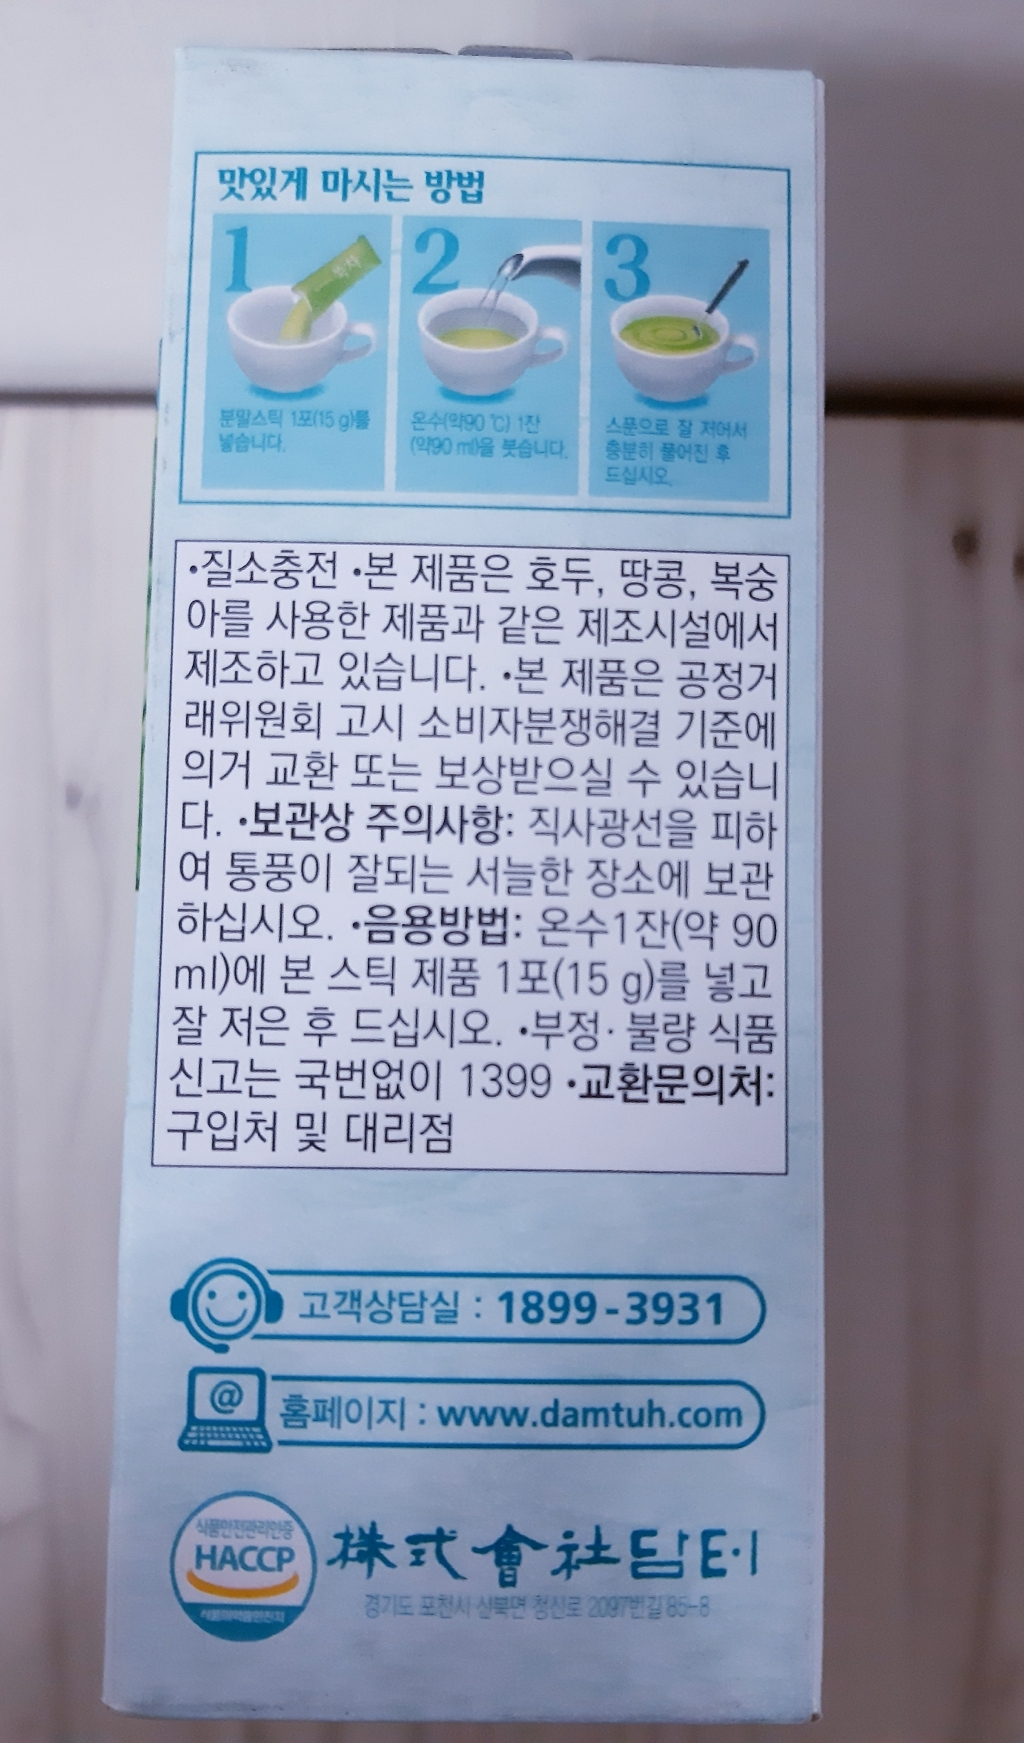 맛있게 마시는 방법
1
분말스틱 1포(15 g)를
넣습니다.
2
온수(약90 ℃) 1잔
(약90 ml)을 붓습니다.
3
스푼으로 잘 저어서
충분히 풀어진 후
드십시오.
•질소충전 •본 제품은 호두, 땅콩, 복숭
아를 사용한 제품과 같은 제조시설에서
제조하고 있습니다. •본 제품은 공정거
래위원회 고시 소비자분쟁해결 기준에
의거 교환 또는 보상받으실 수 있습니
다. •보관상 주의사항: 직사광선을 피하
여 통풍이 잘되는 서늘한 장소에 보관
하십시오. •음용방법: 온수1잔(약 90
ml)에 본 스틱 제품 1포(15 g)를 넣고
잘 저은 후 드십시오. •부정· 불량 식품
신고는 국번없이 1399 •교환문의처:
구입처 및 대리점
고객상담실 : 1899-3931
@
홈페이지 : www.damtuh.com
식품안전관리인증
HACCP
식품의약품안전처
株式會社담터
경기도 포천시 신북면 청신로 2097번길 85-8